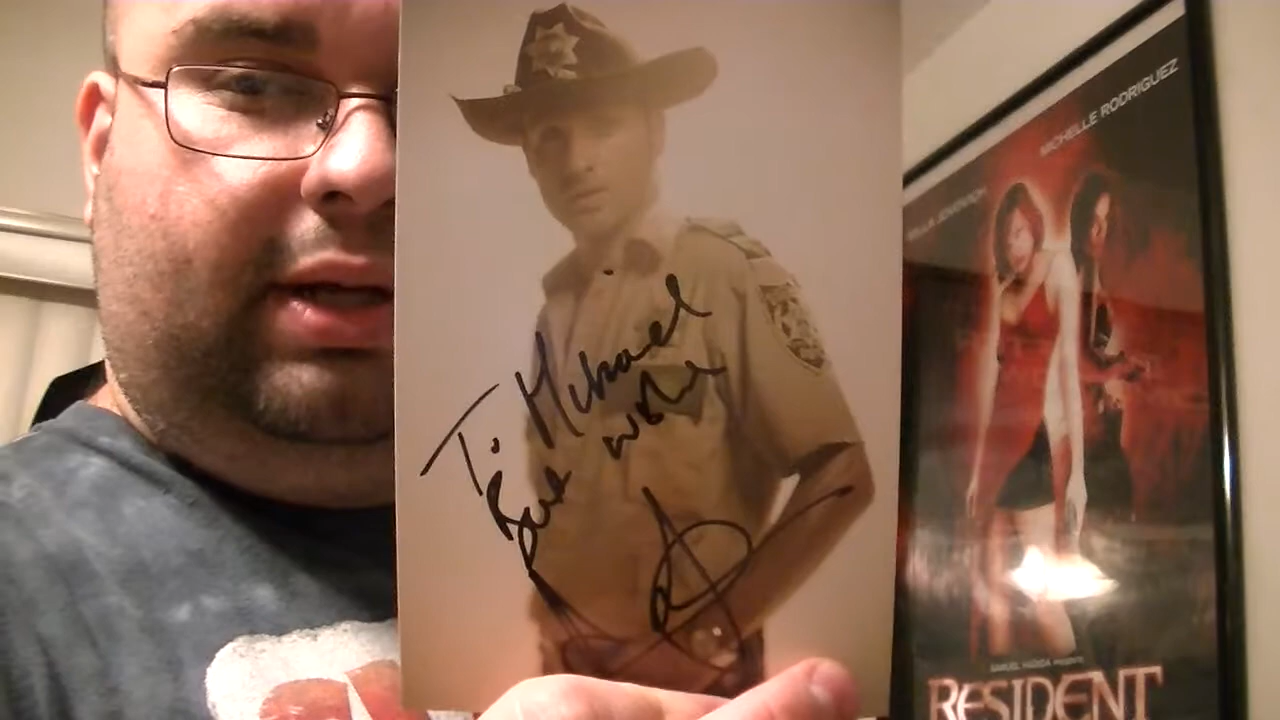 To Michael
Best wishes
MILLA JOVOVICH
MICHELLE RODRIGUEZ
SAMUEL HADIDA PRESENTS
RESIDENT